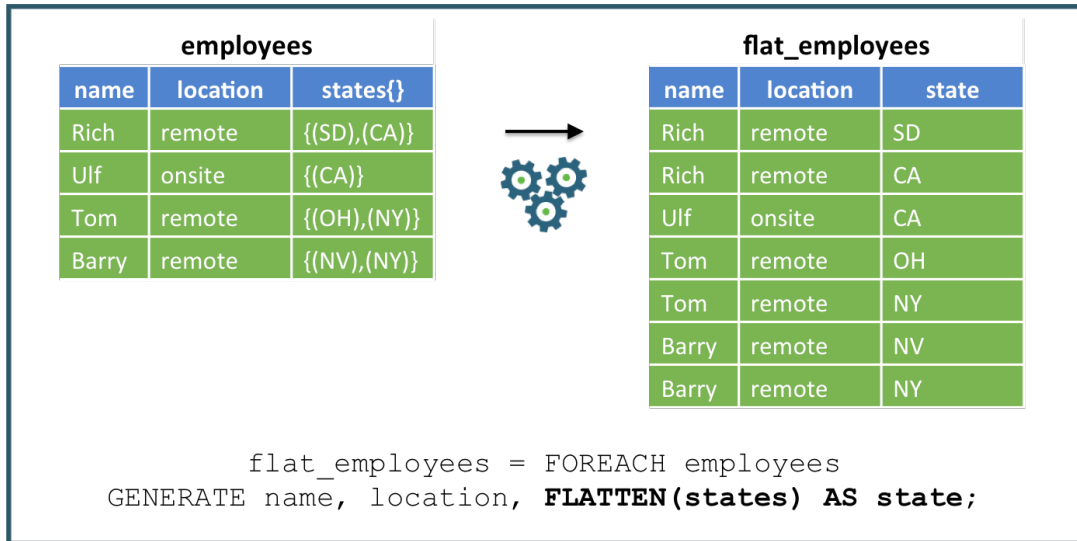 employees
name location states{}
Rich remote {(SD),(CA)}
Ulf onsite {(CA)}
Tom remote {(OH),(NY)}
Barry remote {(NV),(NY)}
flat_employees
name location state
Rich remote SD
Rich remote CA
Ulf onsite CA
Tom remote OH
Tom remote NY
Barry remote NV
Barry remote NY
flat_employees = FOREACH employees
GENERATE name, location, FLATTEN(states) AS state;